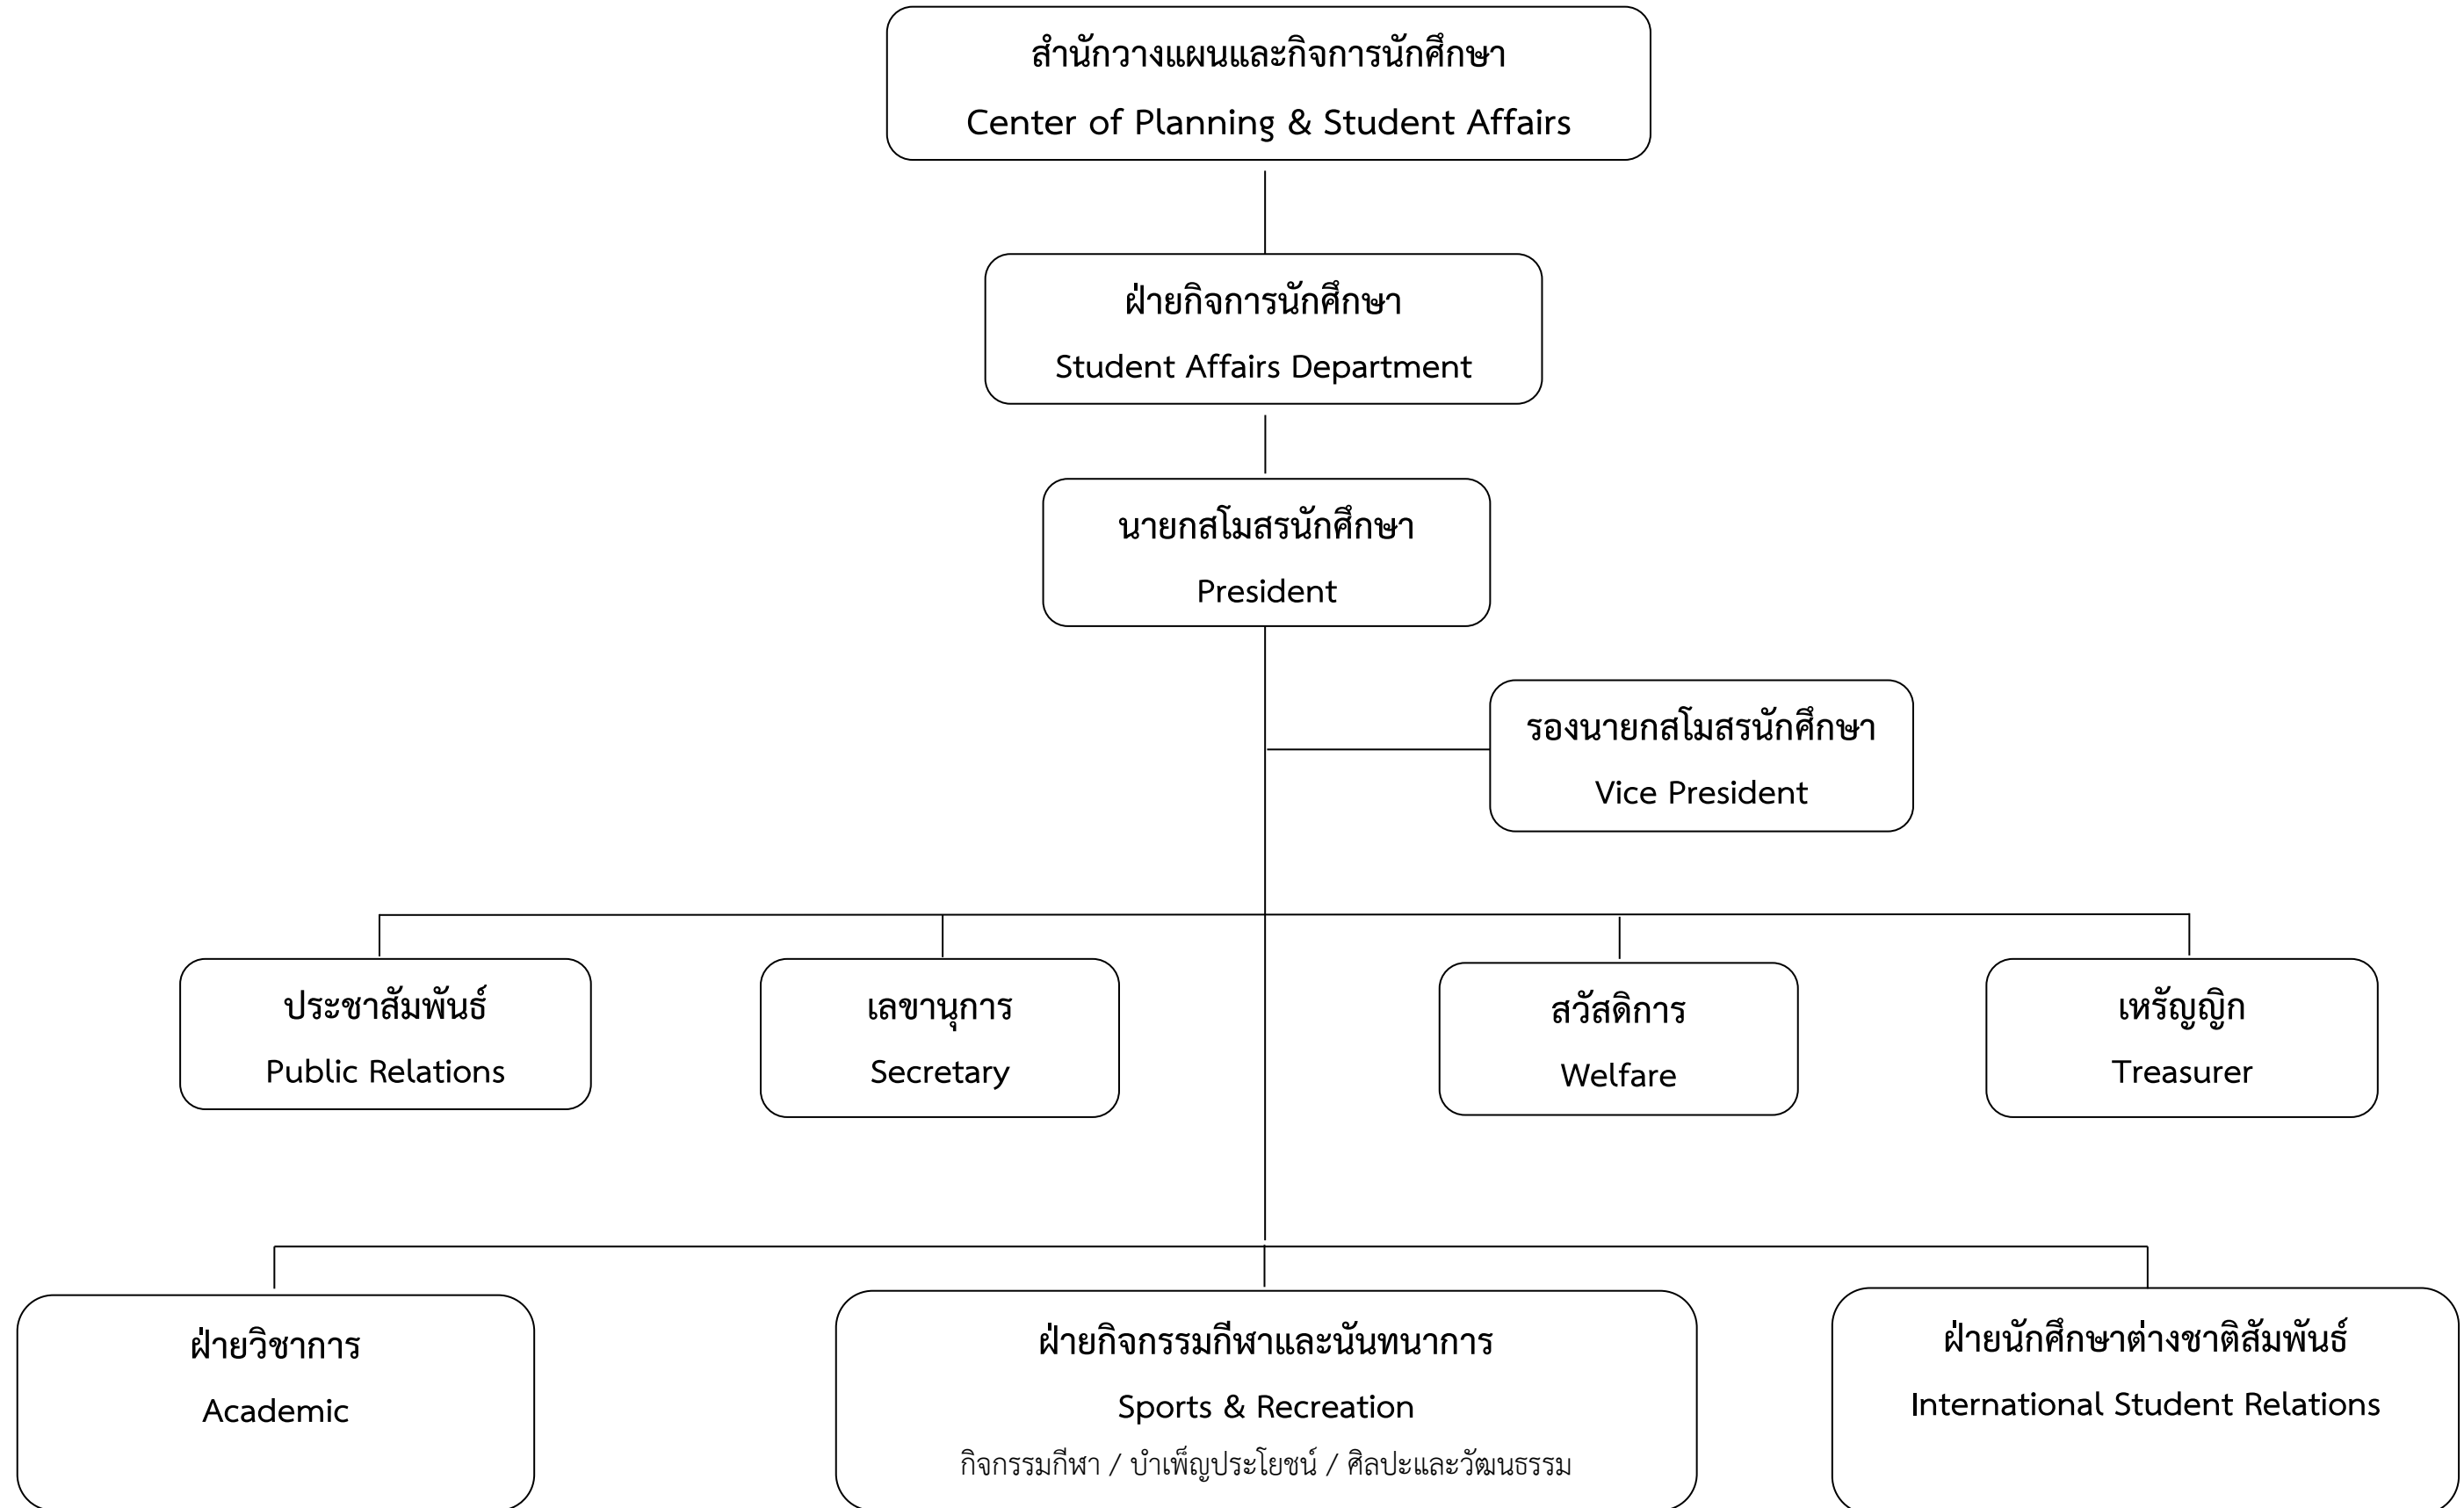 สำนักวางแผนและกิจการนักศึกษา
Center of Planning & Student Affairs
ฝ่ายกิจการนักศึกษา
Student Affairs Department
นายกสโมสรนักศึกษา
President
รองนายกสโมสรนักศึกษา
Vice President
ประชาสัมพันธ์
Public Relations
เลขานุการ
Secretary
สวัสดิการ
Welfare
เหรัญญิก
Treasurer
ฝ่ายวิชาการ
Academic
ฝ่ายกิจกรรมกีฬาและนันทนาการ
Sports & Recreation
กิจกรรมกีฬา / บำเพ็ญประโยชน์ / ศิลปะและวัฒนธรรม
ฝ่ายนักศึกษาต่างชาติสัมพันธ์
International Student Relations